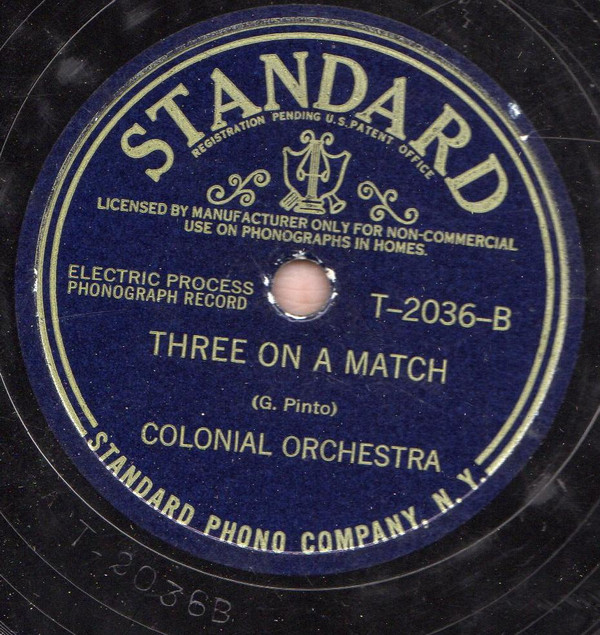 STANDARD
REGISTRATION PENDING U.S. PATENT OFFICE
LICENSED BY MANUFACTURER ONLY FOR NON-COMMERCIAL
USE ON PHONOGRAPHS IN HOMES.
ELECTRIC PROCESS
PHONOGRAPH RECORD
T-2036-B
THREE ON A MATCH
(G. Pinto)
COLONIAL ORCHESTRA
STANDARD PHONO COMPANY, N.Y.
T-2036B